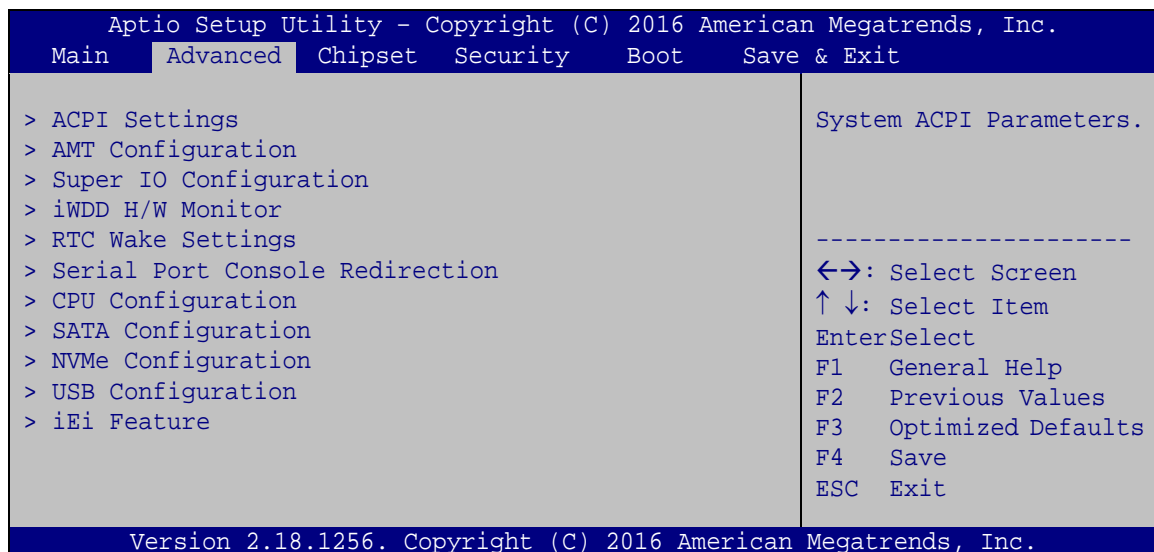 Aptio Setup Utility – Copyright (C) 2016 American Megatrends, Inc.
Main Advanced Chipset Security Boot Save & Exit
> ACPI Settings
> AMT Configuration
> Super IO Configuration
> iWDD H/W Monitor
> RTC Wake Settings
> Serial Port Console Redirection
> CPU Configuration
> SATA Configuration
> NVMe Configuration
> USB Configuration
> iEi Feature
System ACPI Parameters.
----------------------
←→: Select Screen
↑ ↓: Select Item
EnterSelect
F1 General Help
F2 Previous Values
F3 Optimized Defaults
F4 Save
ESC Exit
Version 2.18.1256. Copyright (C) 2016 American Megatrends, Inc.